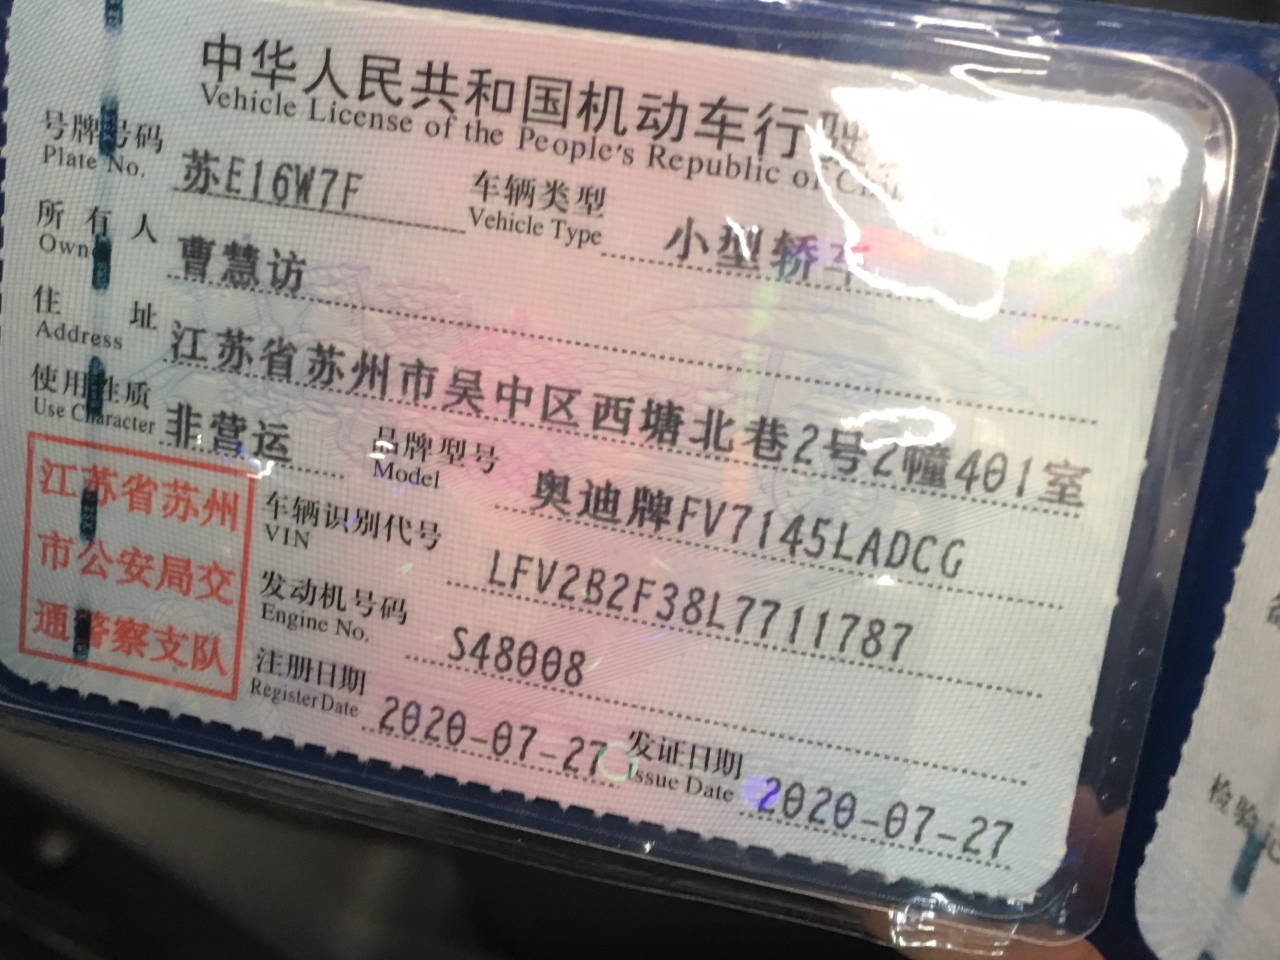 中华人民共和国机动车行驶
Vehicle License of the People's Republic of Chi
号牌号码 苏E16W7F 车辆类型 小型轿车
Plate No. Vehicle Type
所有人 曹慧访
Own
住址 江苏省苏州市吴中区西塘北巷2号2幢401室
Address
使用性质 非营运 品牌型号 奥迪牌FV7145LADCG
Use Character Model
车辆识别代号 LFV2B2F38L7711787
VIN
发动机号码 S48008
Engine No.
注册日期 2020-07-27 发证日期 2020-07-27
Register Date Issue Date
江苏省苏州
市公安局交
通警察支队
检验记